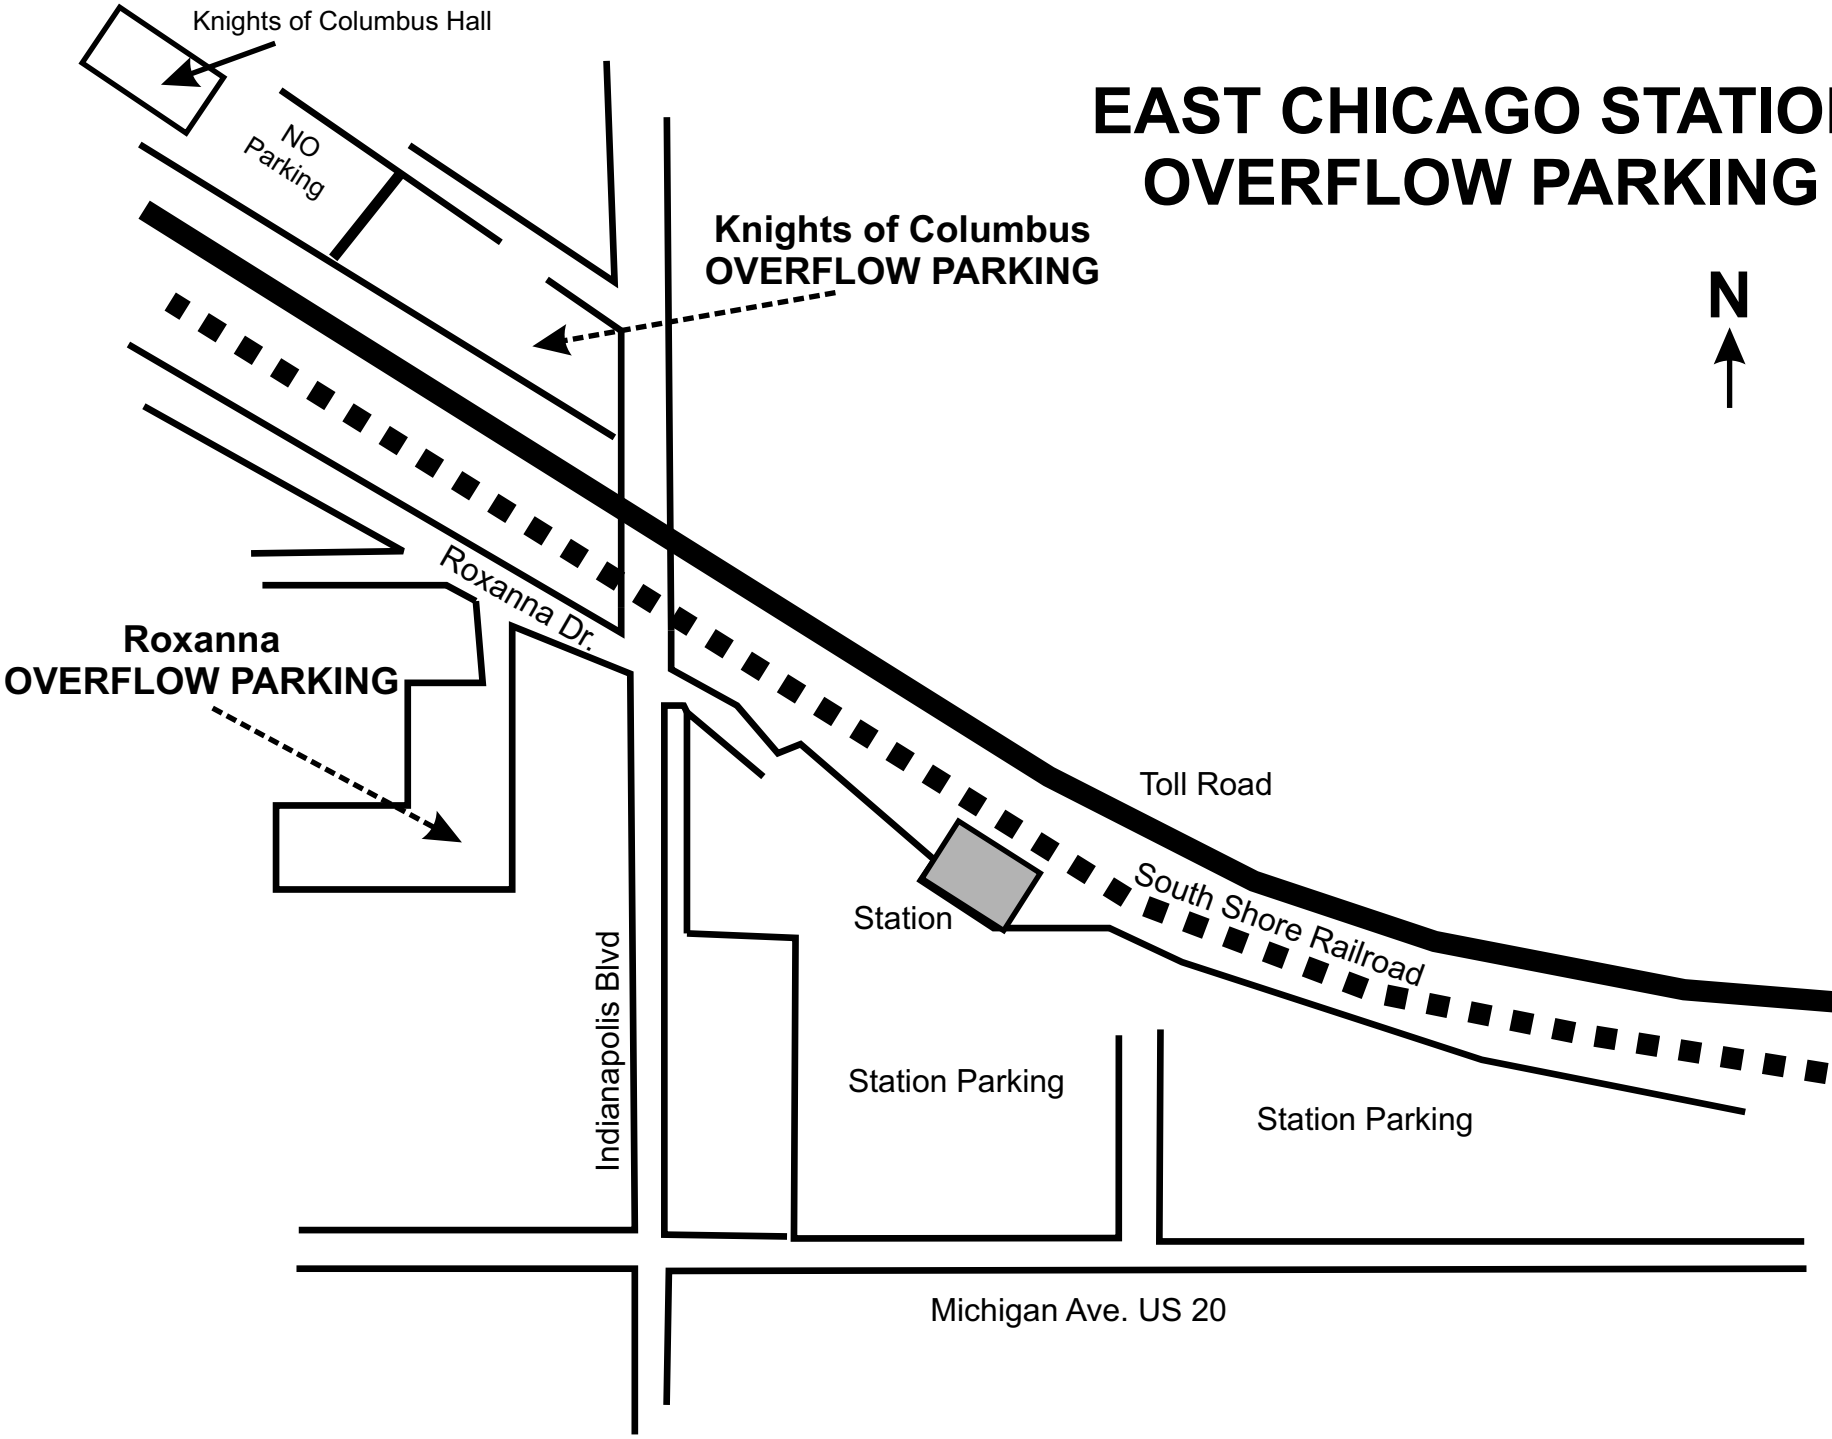 Knights of Columbus Hall
EAST CHICAGO STATION
OVERFLOW PARKING
NO
Parking
Knights of Columbus
OVERFLOW PARKING
N
Roxanna Dr.
Roxanna
OVERFLOW PARKING
Toll Road
South Shore Railroad
Station
Indianapolis Blvd
Station Parking
Station Parking
Michigan Ave. US 20